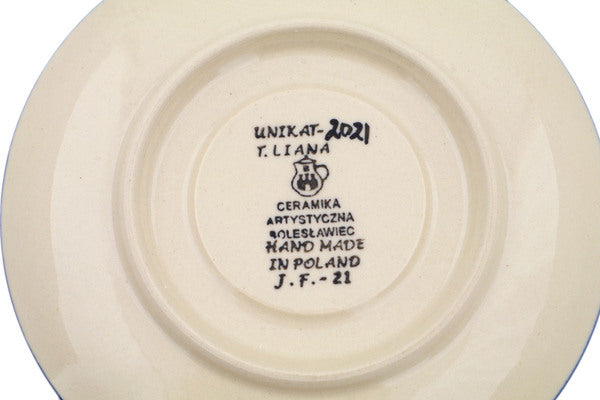 UNIKAT-2021
T. LIANA
CERAMIKA
ARTYSTYCZNA
BOLESŁAWIEC
HAND MADE
IN POLAND
J.F.-21